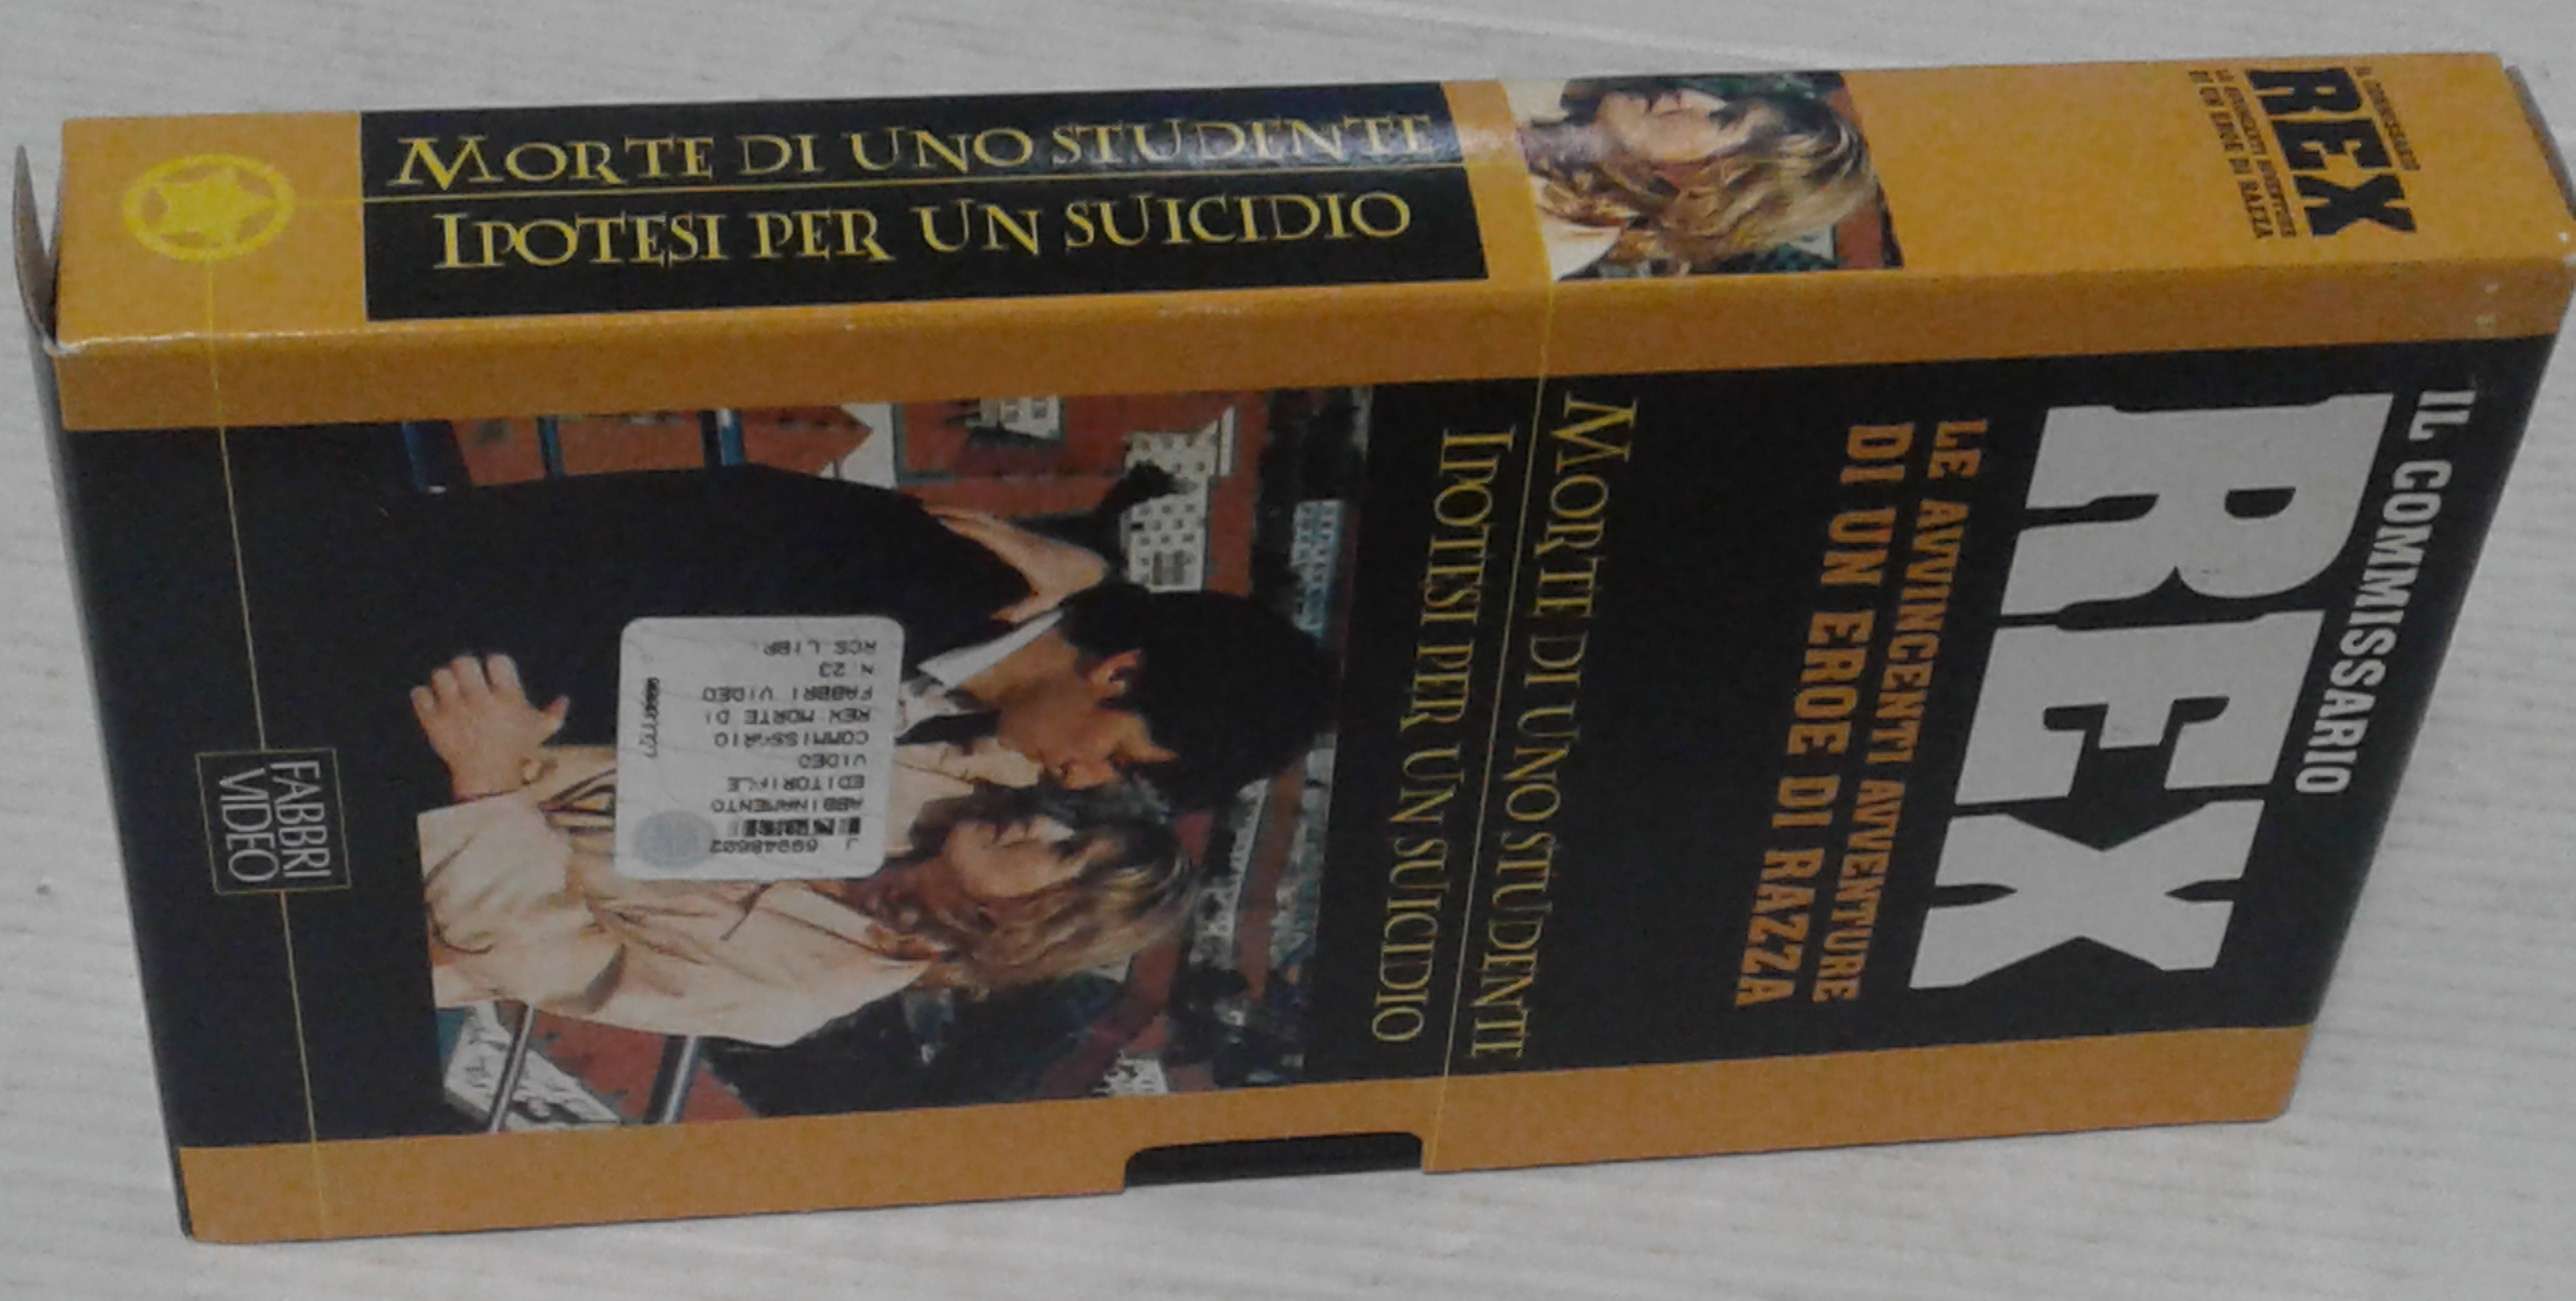 MORTE DI UNO STUDENTE
IPOTESI PER UN SUICIDIO
IL COMMISSARIO
REX
LE AVVINCENTI AVVENTURE
DI UN EROE DI RAZZA
IL COMMISSARIO
REX
LE AVVINCENTI AVVENTURE
DI UN EROE DI RAZZA
MORTE DI UNO STUDENTE
IPOTESI PER UN SUICIDIO
ABBINAMENTO
EDITORIALE
VIDEO
COMMISSARIO
REX MORTE DI
FABBRI VIDEO
N 23
RCS LIBRI
FABBRI
VIDEO